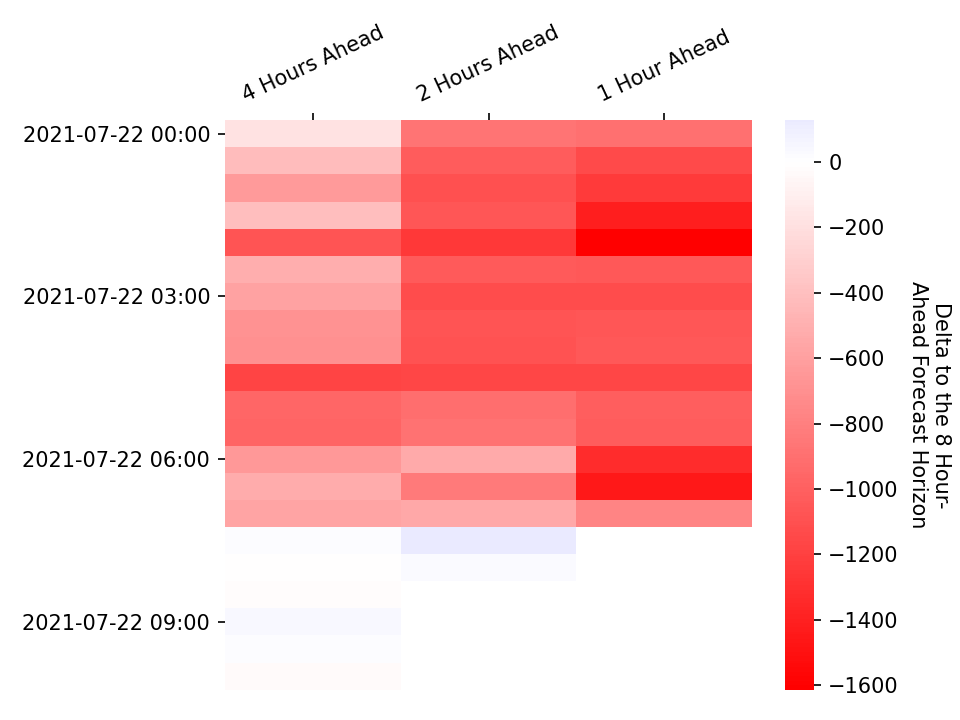 4 Hours Ahead
2 Hours Ahead
1 Hour Ahead
2021-07-22 00:00
2021-07-22 03:00
2021-07-22 06:00
2021-07-22 09:00
0
−200
−400
−600
−800
−1000
−1200
−1400
−1600
Delta to the 8 Hour-
Ahead Forecast Horizon